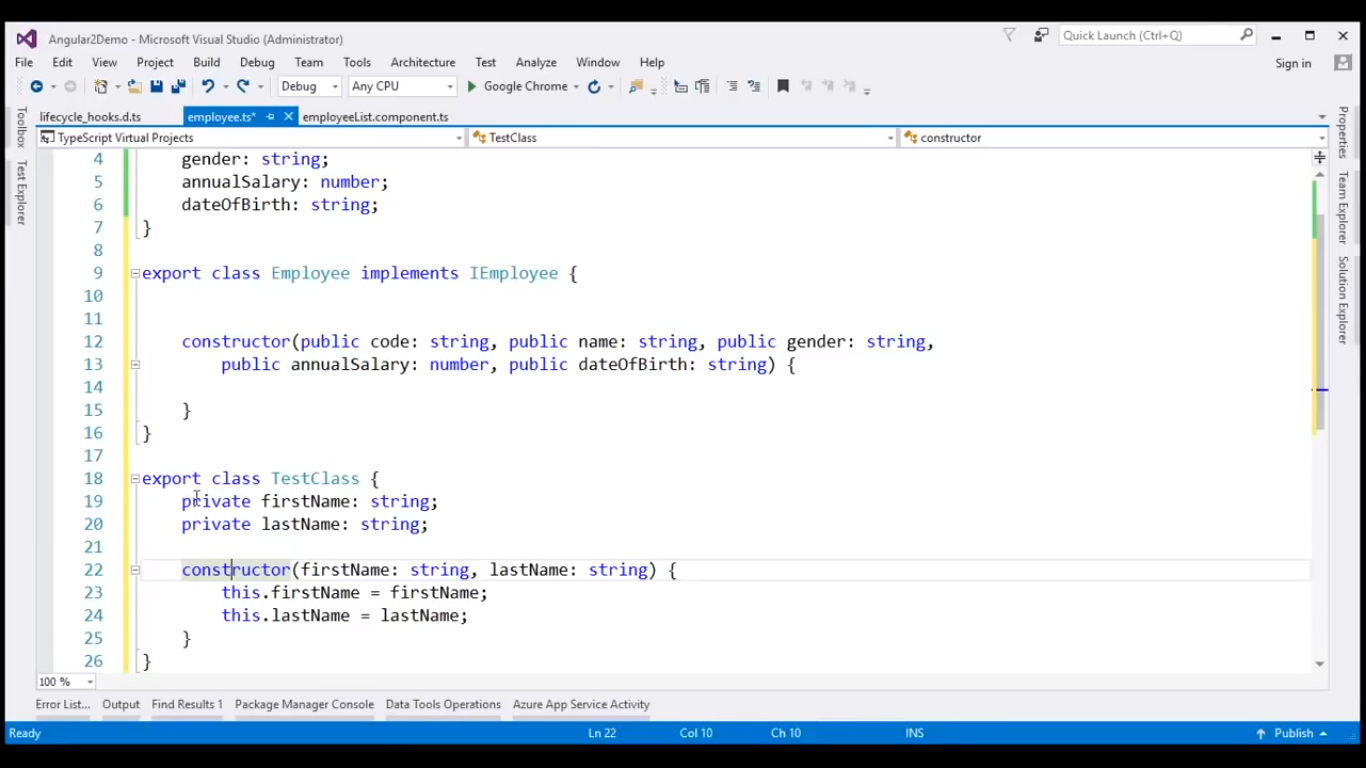 Angular2Demo - Microsoft Visual Studio (Administrator)
Quick Launch (Ctrl+Q)
File Edit View Project Build Debug Team Tools Architecture Test Analyze Window Help
Sign in
Debug Any CPU Google Chrome
lifecycle_hooks.d.ts employee.ts* employeeList.component.ts
TypeScript Virtual Projects TestClass constructor
Toolbox
Test Explorer
4 gender: string;
5 annualSalary: number;
6 dateOfBirth: string;
7 }
8
9 export class Employee implements IEmployee {
10
11
12 constructor(public code: string, public name: string, public gender: string,
13 public annualSalary: number, public dateOfBirth: string) {
14
15 }
16 }
17
18 export class TestClass {
19 private firstName: string;
20 private lastName: string;
21
22 constructor(firstName: string, lastName: string) {
23 this.firstName = firstName;
24 this.lastName = lastName;
25 }
26 }
Properties
Team Explorer
Solution Explorer
100 %
Error List... Output Find Results 1 Package Manager Console Data Tools Operations Azure App Service Activity
Ready Ln 22 Col 10 Ch 10 INS Publish